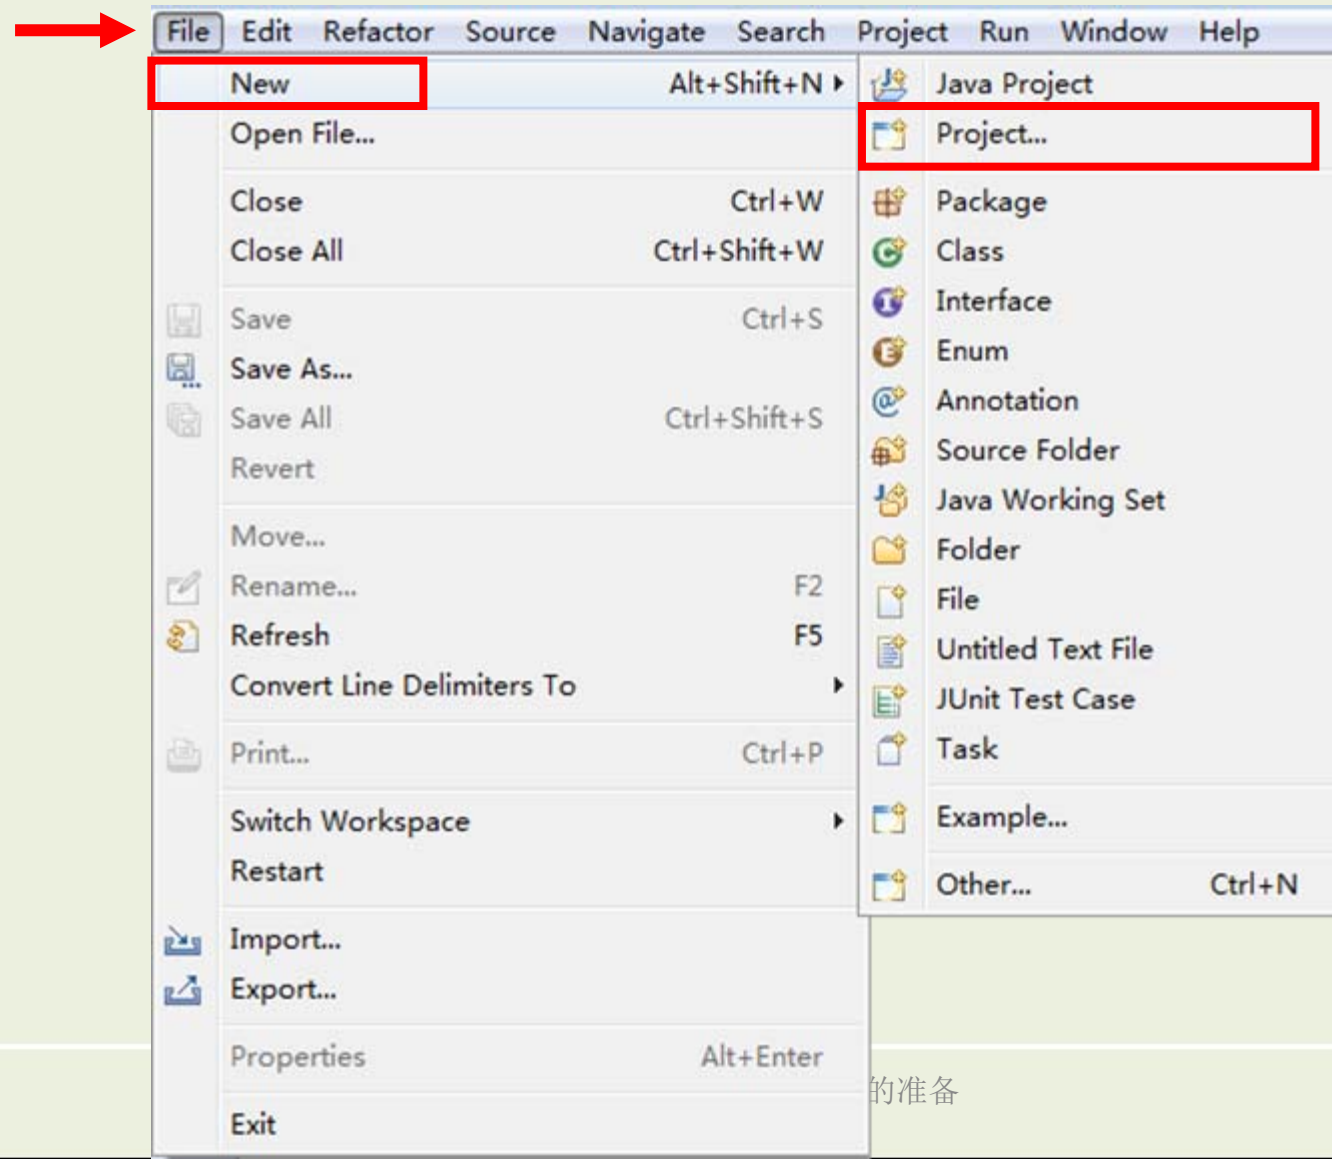 File Edit Refactor Source Navigate Search Project Run Window Help
New Alt+Shift+N
Open File...
Close Ctrl+W
Close All Ctrl+Shift+W
Save Ctrl+S
Save As...
Save All Ctrl+Shift+S
Revert
Move...
Rename... F2
Refresh F5
Convert Line Delimiters To
Print... Ctrl+P
Switch Workspace
Restart
Import...
Export...
Properties Alt+Enter
Exit
Java Project
Project...
Package
Class
Interface
Enum
Annotation
Source Folder
Java Working Set
Folder
File
Untitled Text File
JUnit Test Case
Task
Example...
Other... Ctrl+N
的准备